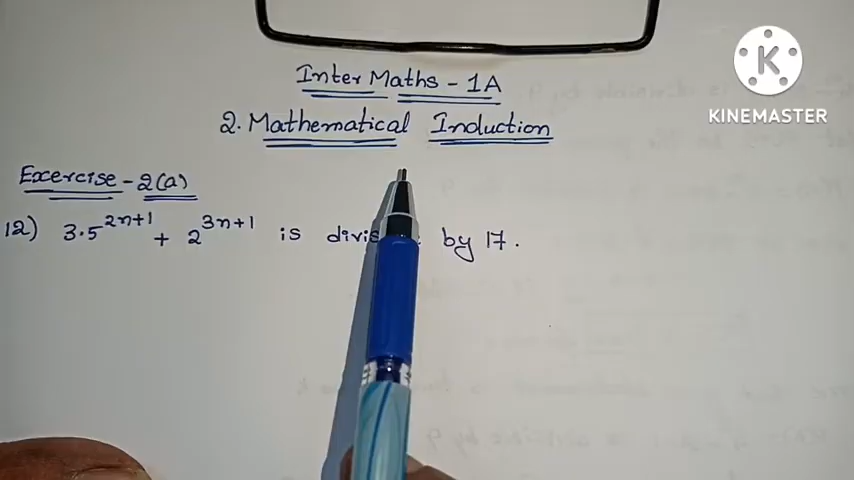 Inter Maths - 1A
2. Mathematical Induction
Excercise - 2(a)
12) 3·5^{2n+1} + 2^{3n+1} is by 17.
K
KINEMASTER